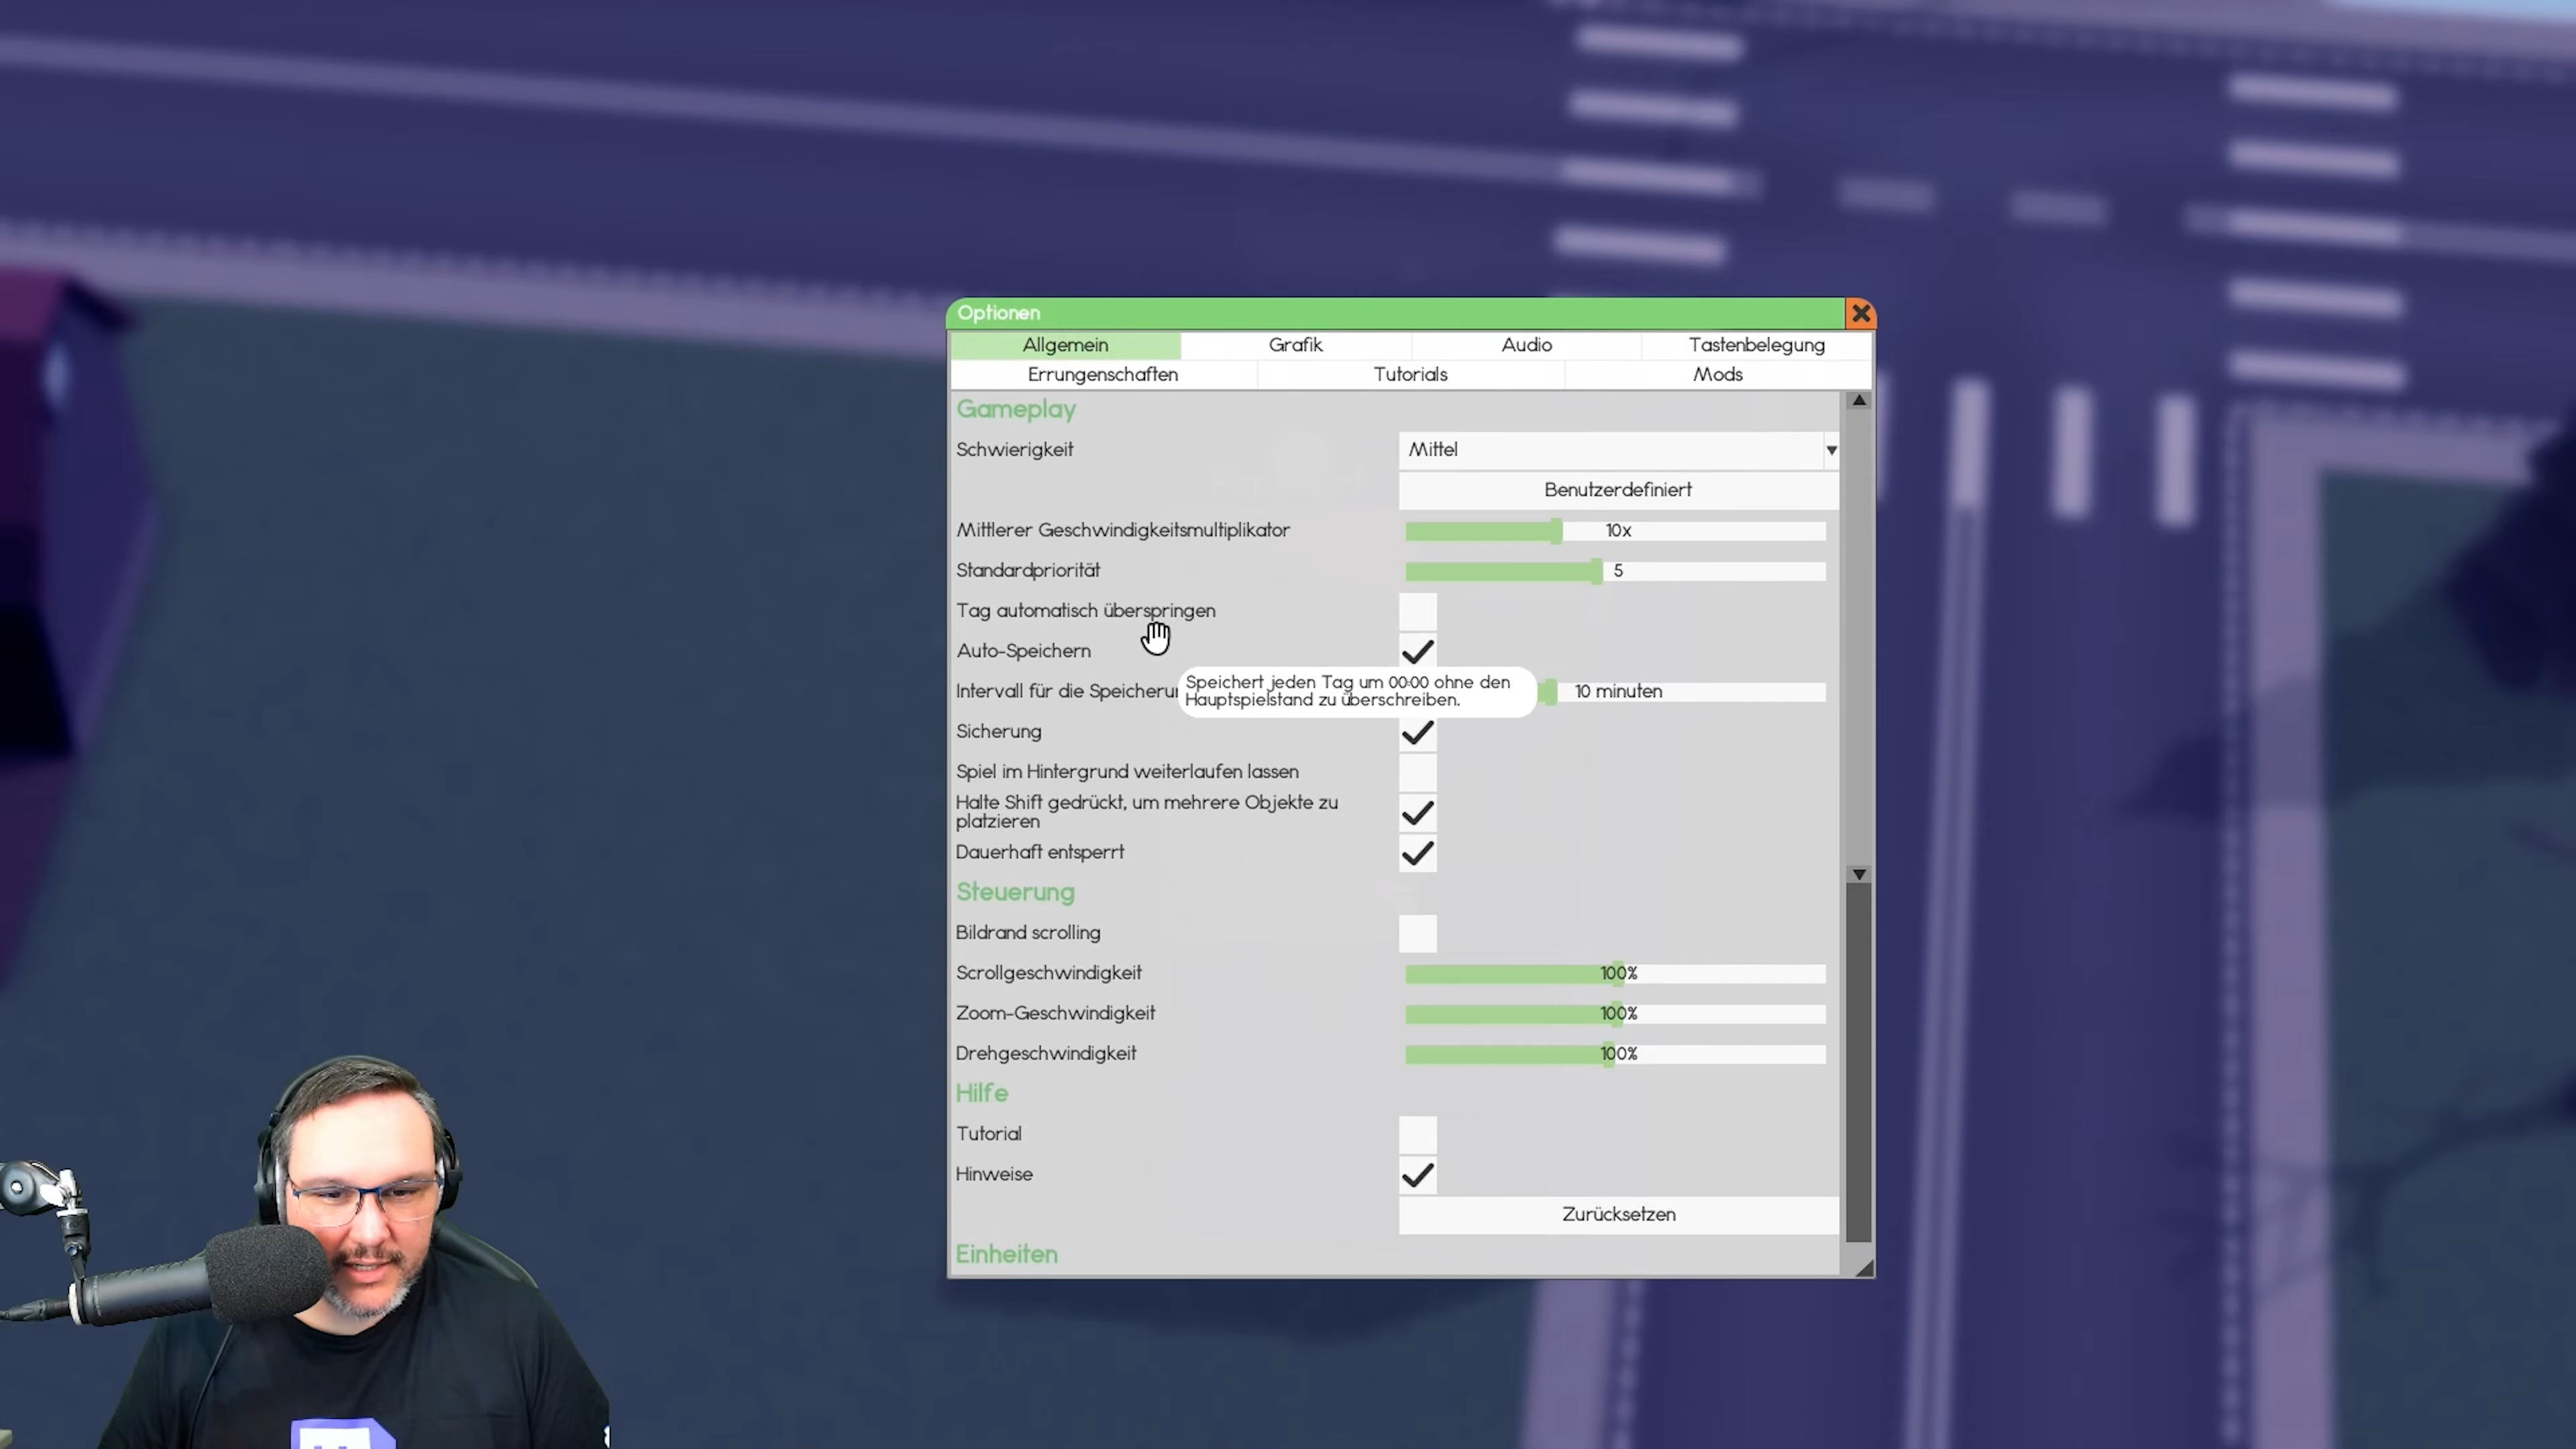 Optionen
Allgemein
Grafik
Audio
Tastenbelegung
Errungenschaften
Tutorials
Mods
Gameplay
Schwierigkeit
Mittel
Benutzerdefiniert
Mittlerer Geschwindigkeitsmultiplikator
10x
Standardpriorität
5
Tag automatisch überspringen
Auto-Speichern
Speichert jeden Tag um 00:00 ohne den
Hauptspielstand zu überschreiben.
Intervall für die
10 minuten
Sicherung
Spiel im Hintergrund weiterlaufen lassen
Halte Shift gedrückt, um mehrere Objekte zu
platzieren
Dauerhaft entsperrt
Steuerung
Bildrand scrolling
Scrollgeschwindigkeit
100%
Zoom-Geschwindigkeit
100%
Drehgeschwindigkeit
100%
Hilfe
Tutorial
Hinweise
Zurücksetzen
Einheiten